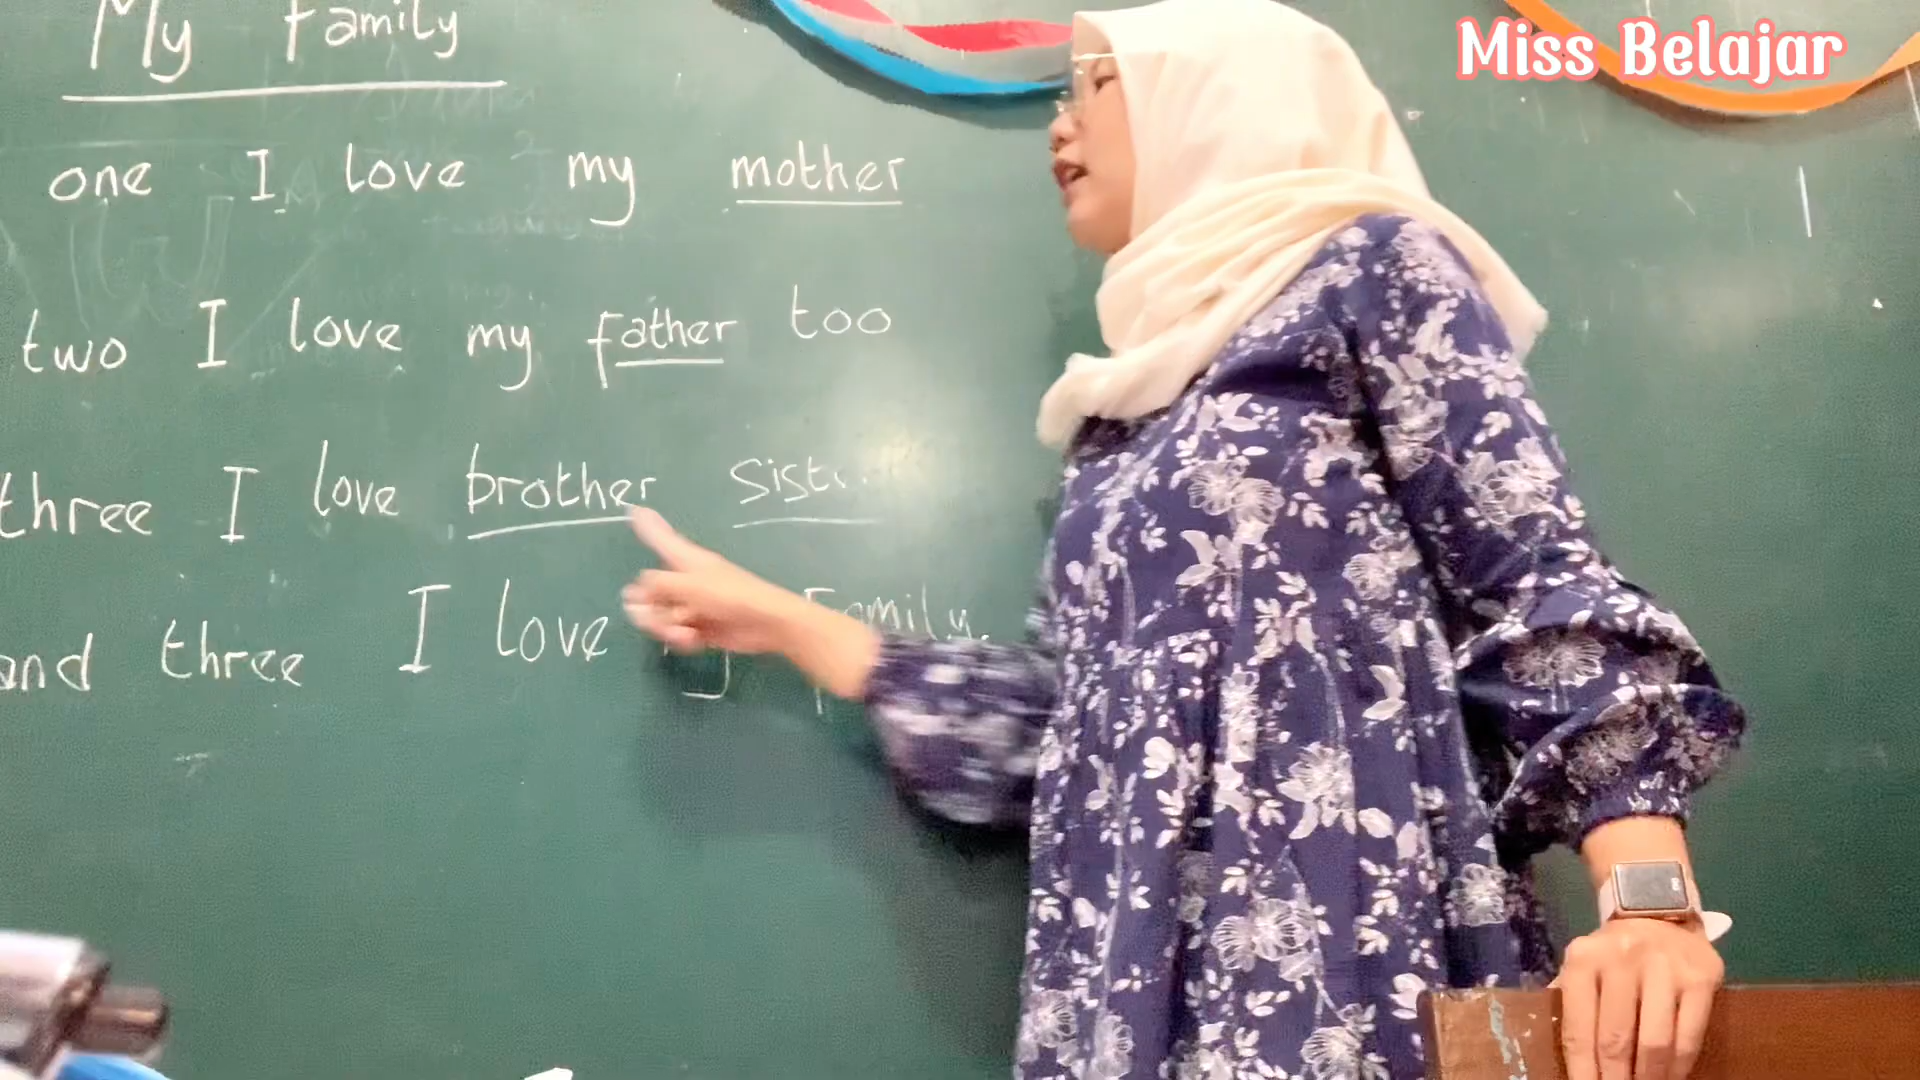 My Family
Miss Belajar
one I love my mother
two I love my father too
three I love brother
and three I love Family.